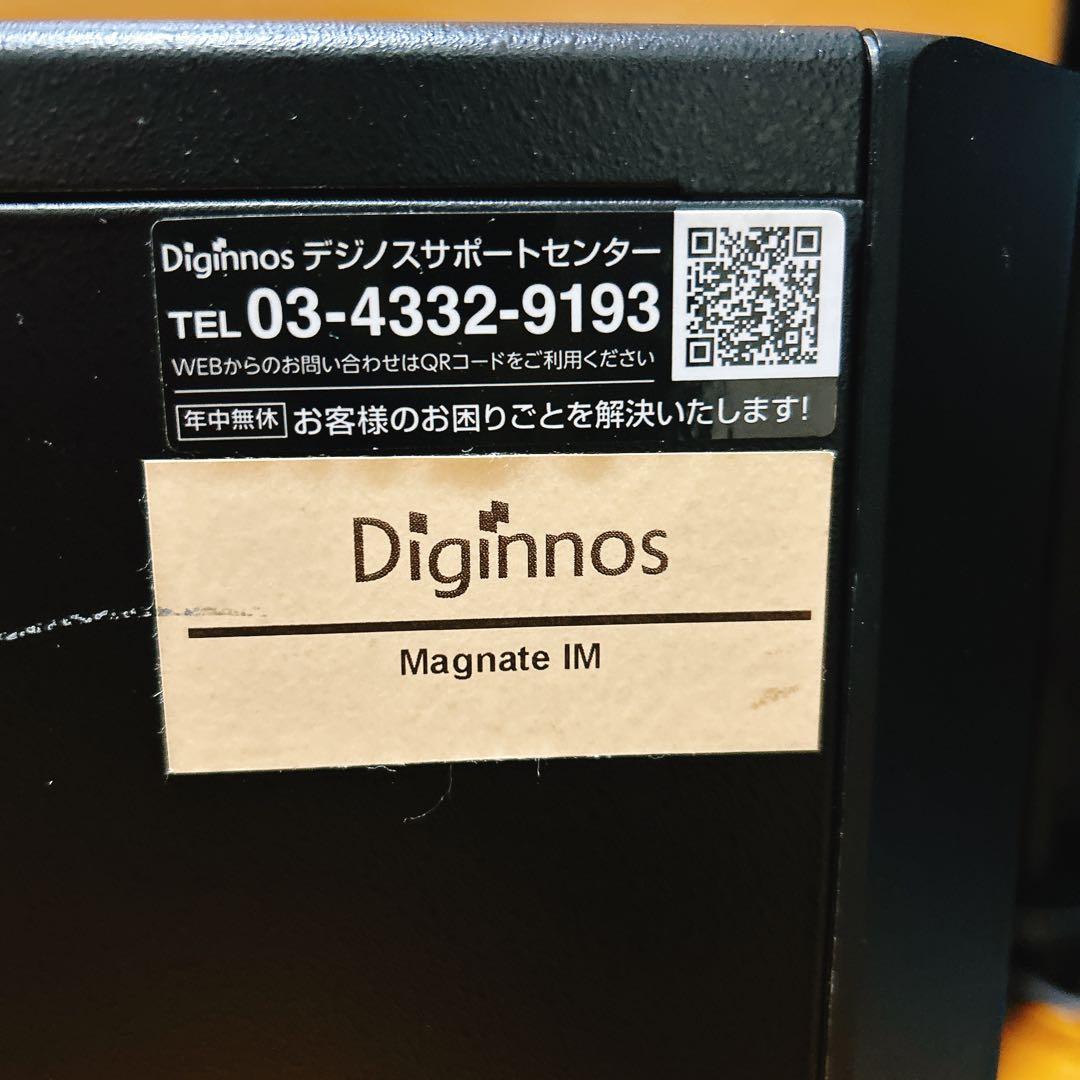 Diginnos デジノスサポートセンター
TEL 03-4332-9193
WEBからのお問い合わせはQRコードをご利用ください
年中無休 お客様のお困りごとを解決いたします!
Diginnos
Magnate IM